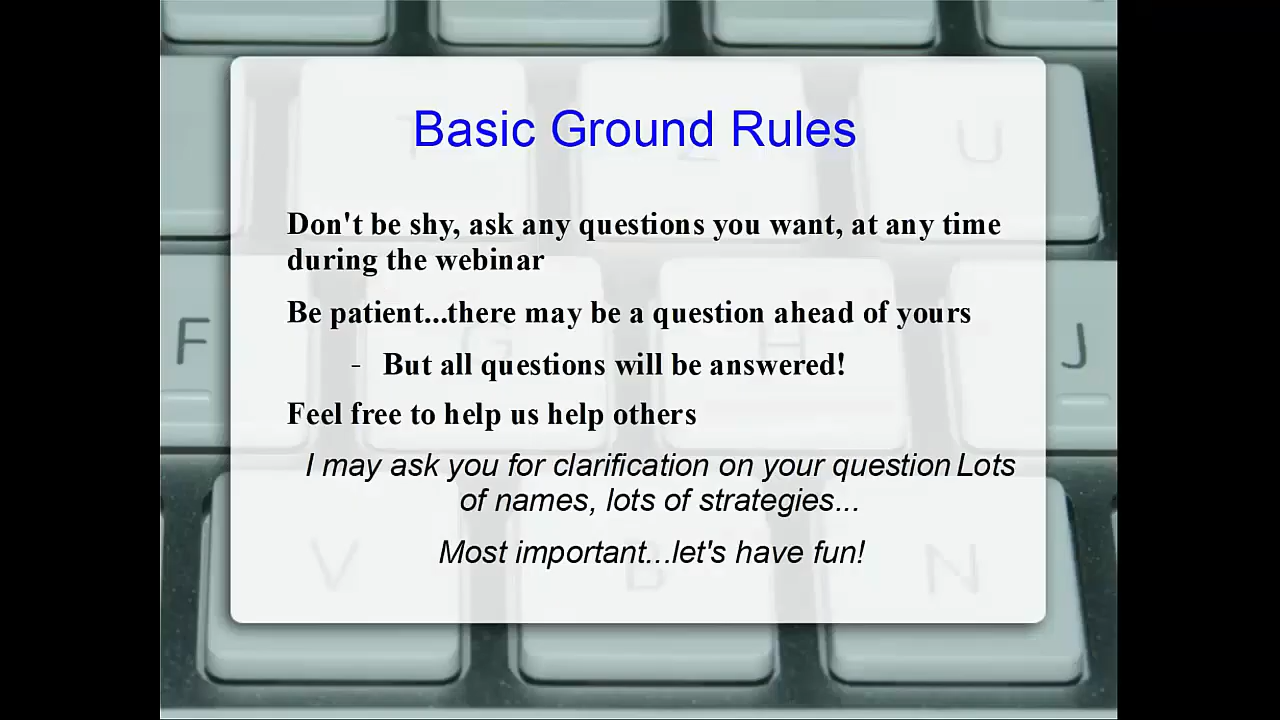 Basic Ground Rules
Don't be shy, ask any questions you want, at any time
during the webinar
Be patient...there may be a question ahead of yours
- But all questions will be answered!
Feel free to help us help others
I may ask you for clarification on your question Lots
of names, lots of strategies...
Most important...let's have fun!
U
F
G
H
J
V
B
N